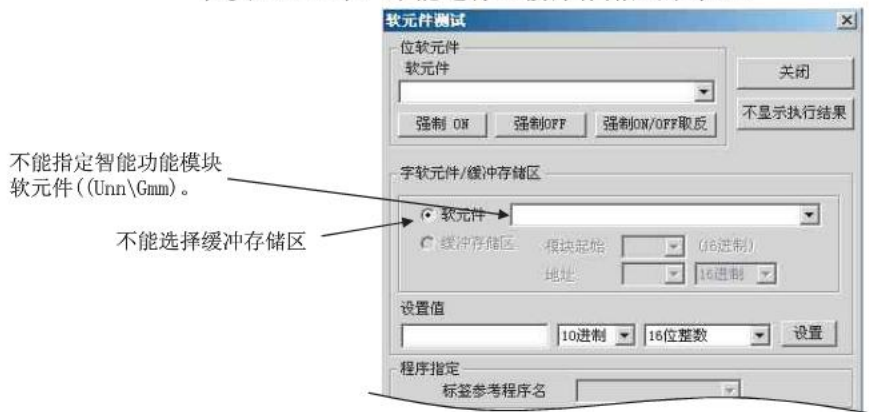 软元件测试
位软元件
软元件
关闭
强制 ON 强制OFF 强制ON/OFF取反
不显示执行结果
不能指定智能功能模块
软元件((Unn\Gmm)。
不能选择缓冲存储区
字软元件/缓冲存储区
软元件
缓冲存储区 模块起始 (16进制)
地址 16进制
设置值
10进制 16位整数 设置
程序指定
标签参考程序名